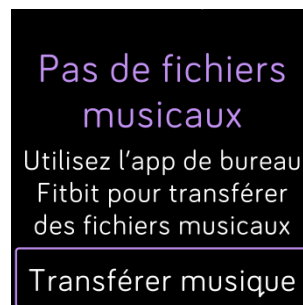 Pas de fichiers
musicaux
Utilisez l'app de bureau
Fitbit pour transférer
des fichiers musicaux
Transférer musique